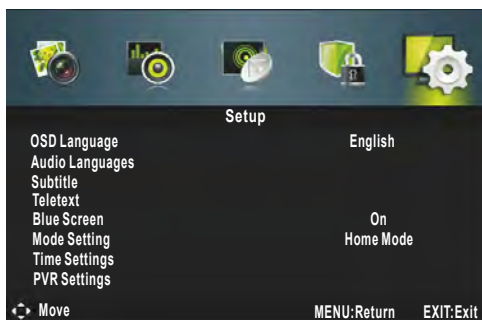 Setup
OSD Language English
Audio Languages
Subtitle
Teletext
Blue Screen On
Mode Setting Home Mode
Time Settings
PVR Settings
Move MENU:Return EXIT:Exit